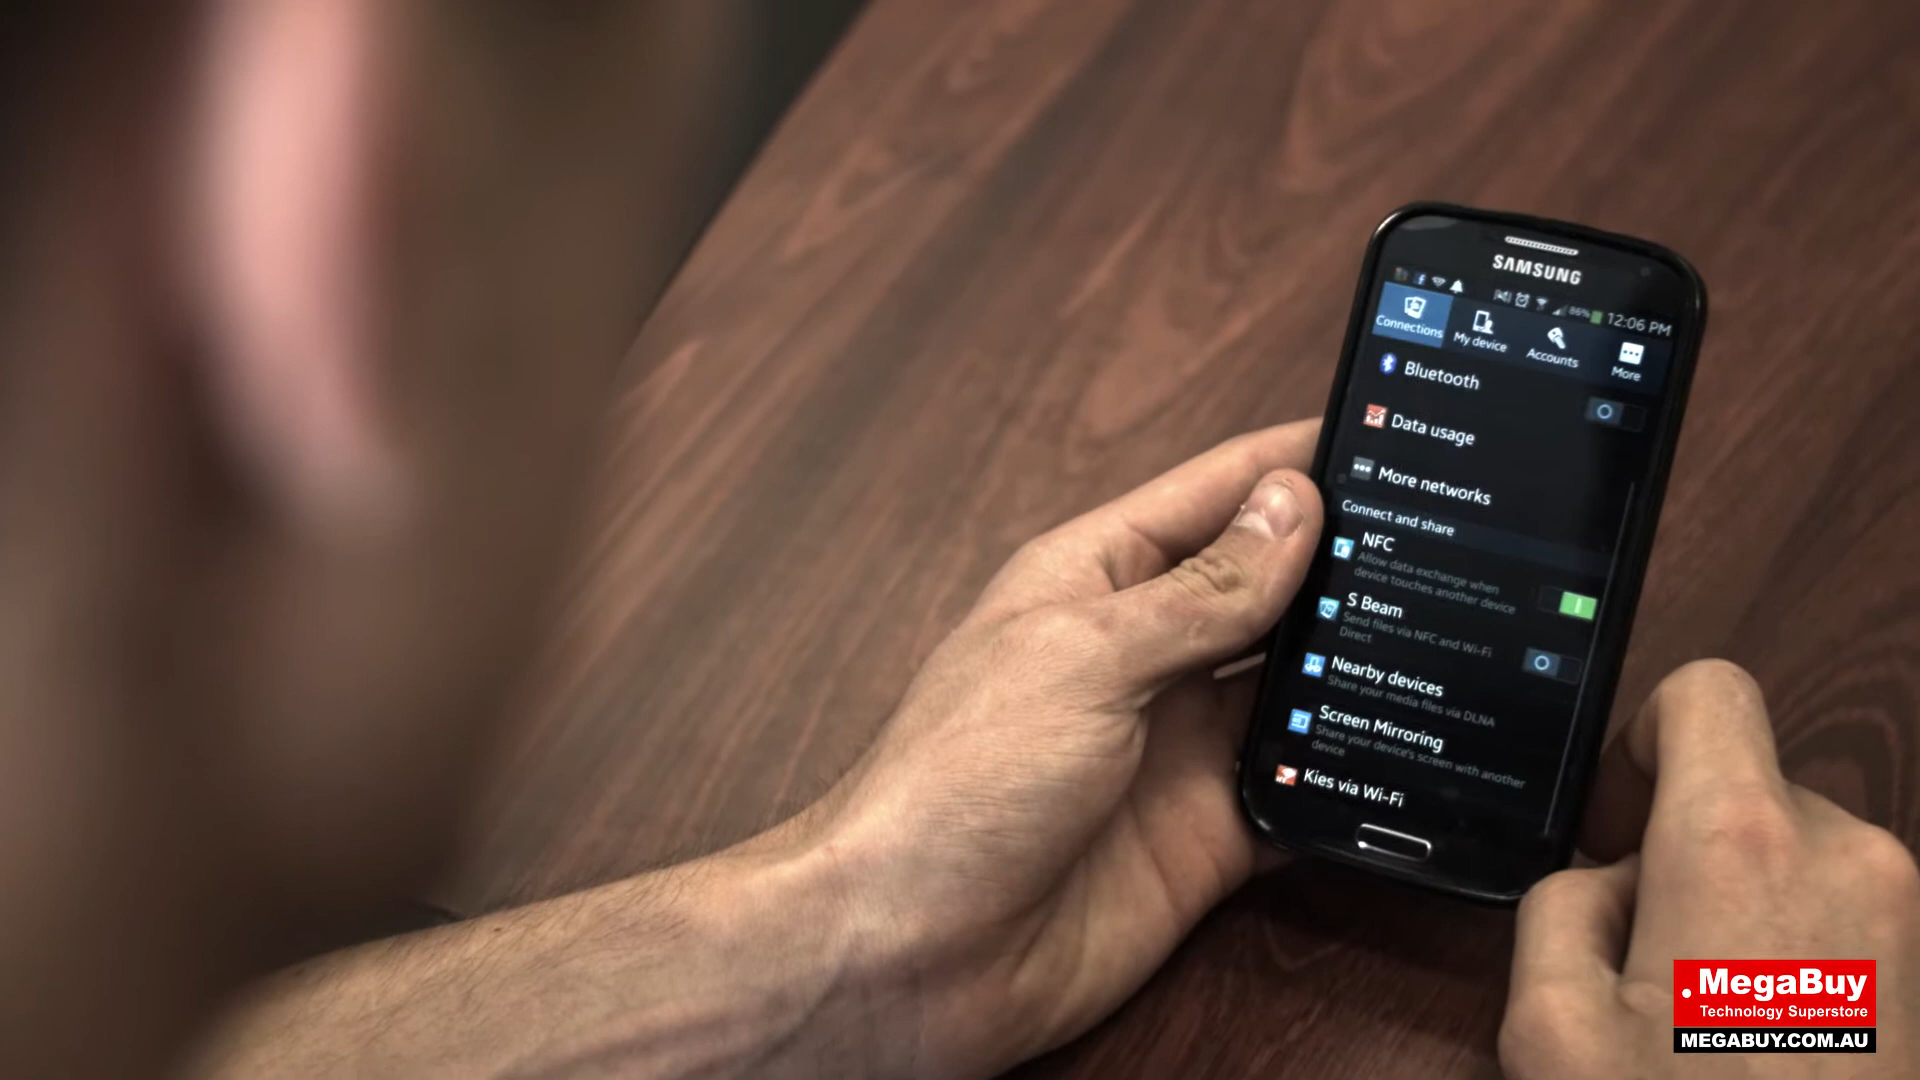 SAMSUNG
86% 12:06 PM
Connections
My device
Accounts
More
Bluetooth
Data usage
More networks
Connect and share
NFC
Allow data exchange when
device touches another device
S Beam
Send files via NFC and Wi-Fi
Direct
Nearby devices
Share your media files via DLNA
Screen Mirroring
Share your device's screen with another
device
Kies via Wi-Fi
.MegaBuy
Technology Superstore
MEGABUY.COM.AU